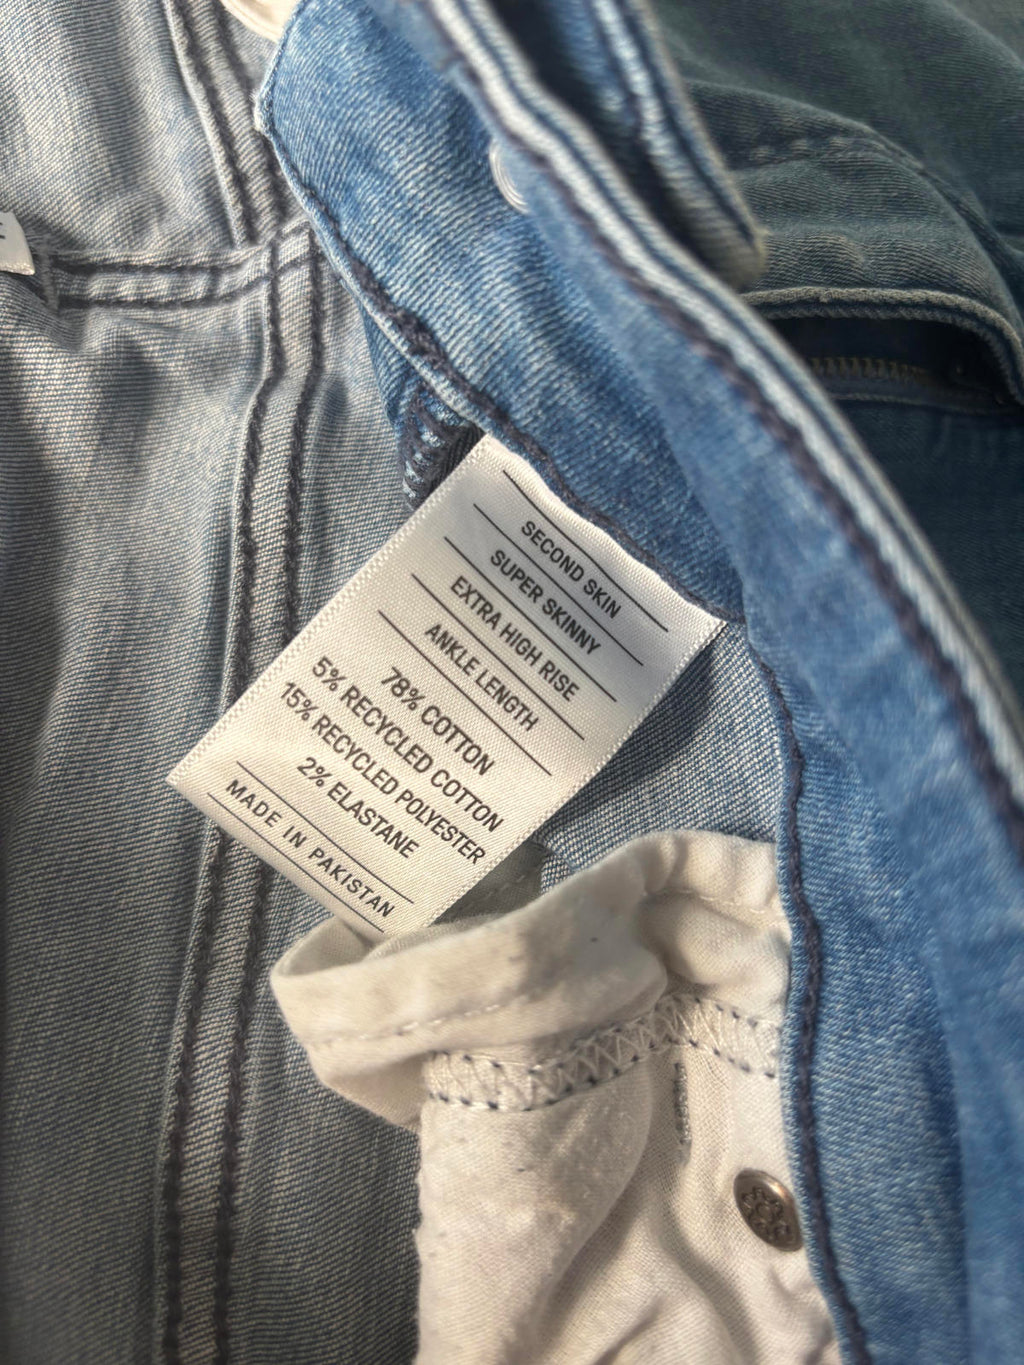 SECOND SKIN
SUPER SKINNY
EXTRA HIGH RISE
ANKLE LENGTH
78% COTTON
5% RECYCLED COTTON
15% RECYCLED POLYESTER
2% ELASTANE
MADE IN PAKISTAN